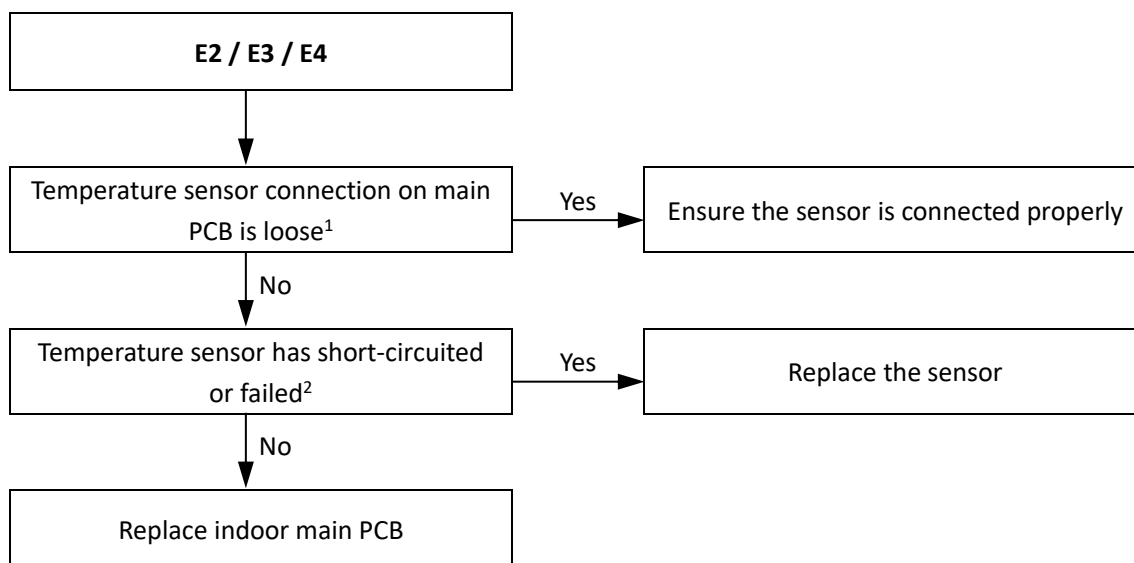 E2 / E3 / E4
Temperature sensor connection on main
PCB is loose¹
Yes
Ensure the sensor is connected properly
No
Temperature sensor has short-circuited
or failed²
Yes
Replace the sensor
No
Replace indoor main PCB